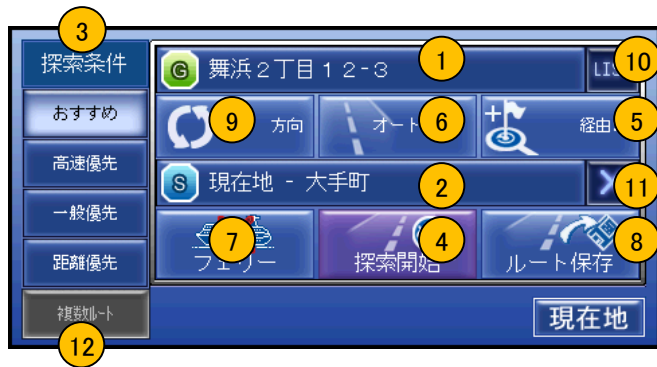 3
探索条件
G 舞浜2丁目12-3
1
10
おすすめ
9
方向
オート
6
5
高速優先
S 現在地 - 大手町
2
11
一般優先
7
フェリー
4
探索開始
8
ルート保存
距離優先
複数ルート
12
現在地